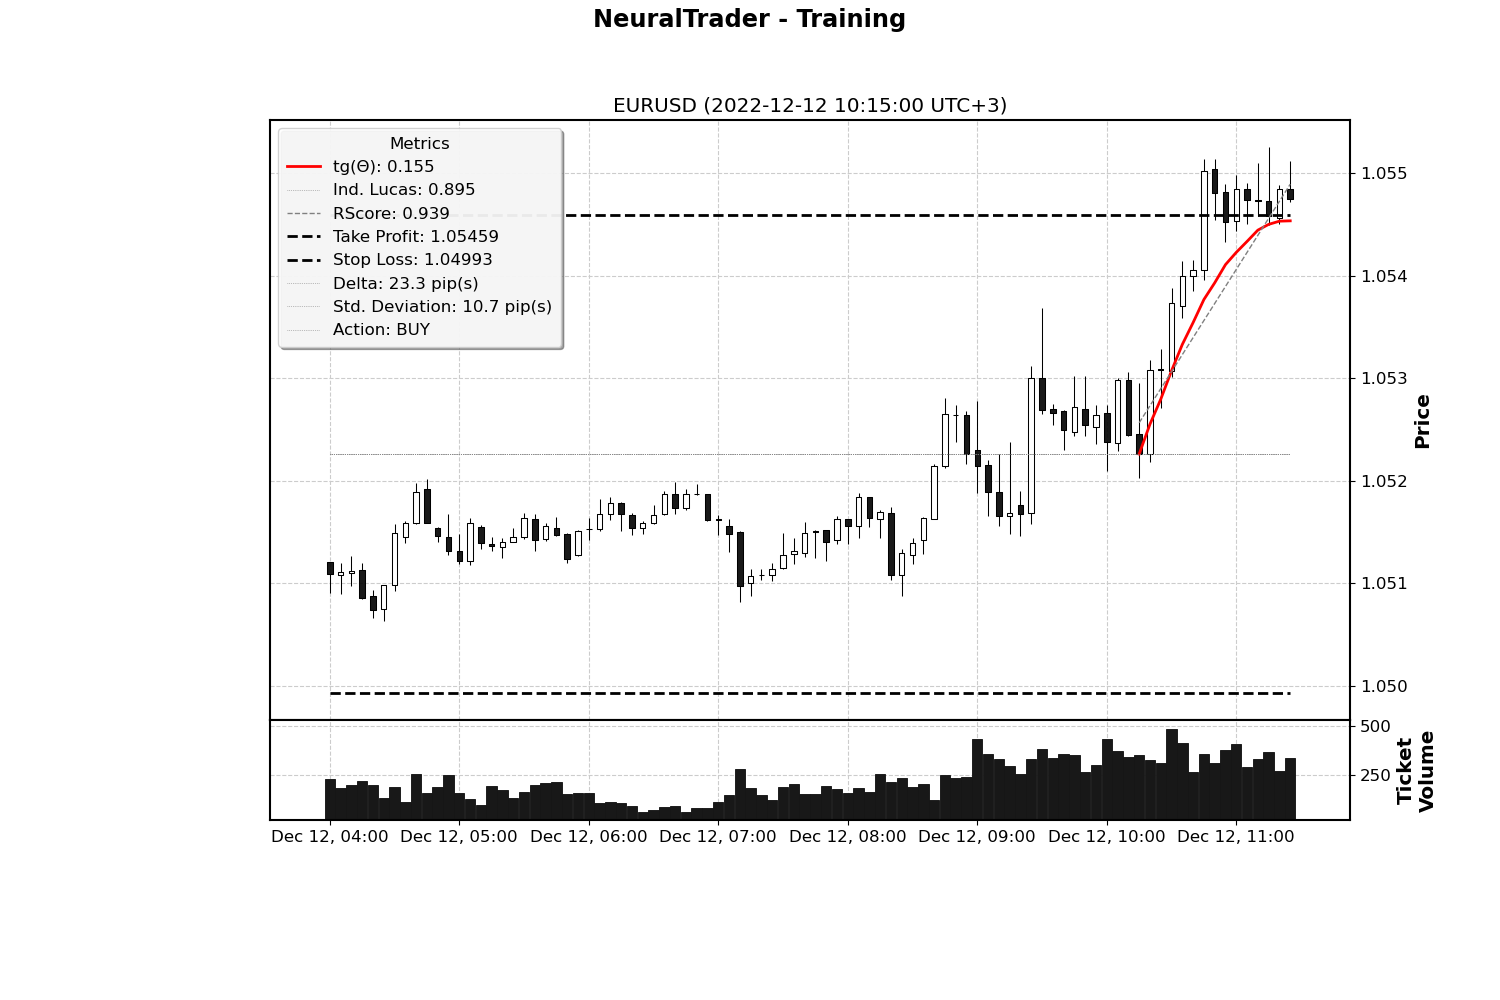 NeuralTrader - Training
EURUSD (2022-12-12 10:15:00 UTC+3)
Metrics
tg(Θ): 0.155
Ind. Lucas: 0.895
RScore: 0.939
Take Profit: 1.05459
Stop Loss: 1.04993
Delta: 23.3 pip(s)
Std. Deviation: 10.7 pip(s)
Action: BUY
1.055
1.054
1.053
1.052
1.051
1.050
Price
500
250
Ticket
Volume
Dec 12, 04:00
Dec 12, 05:00
Dec 12, 06:00
Dec 12, 07:00
Dec 12, 08:00
Dec 12, 09:00
Dec 12, 10:00
Dec 12, 11:00